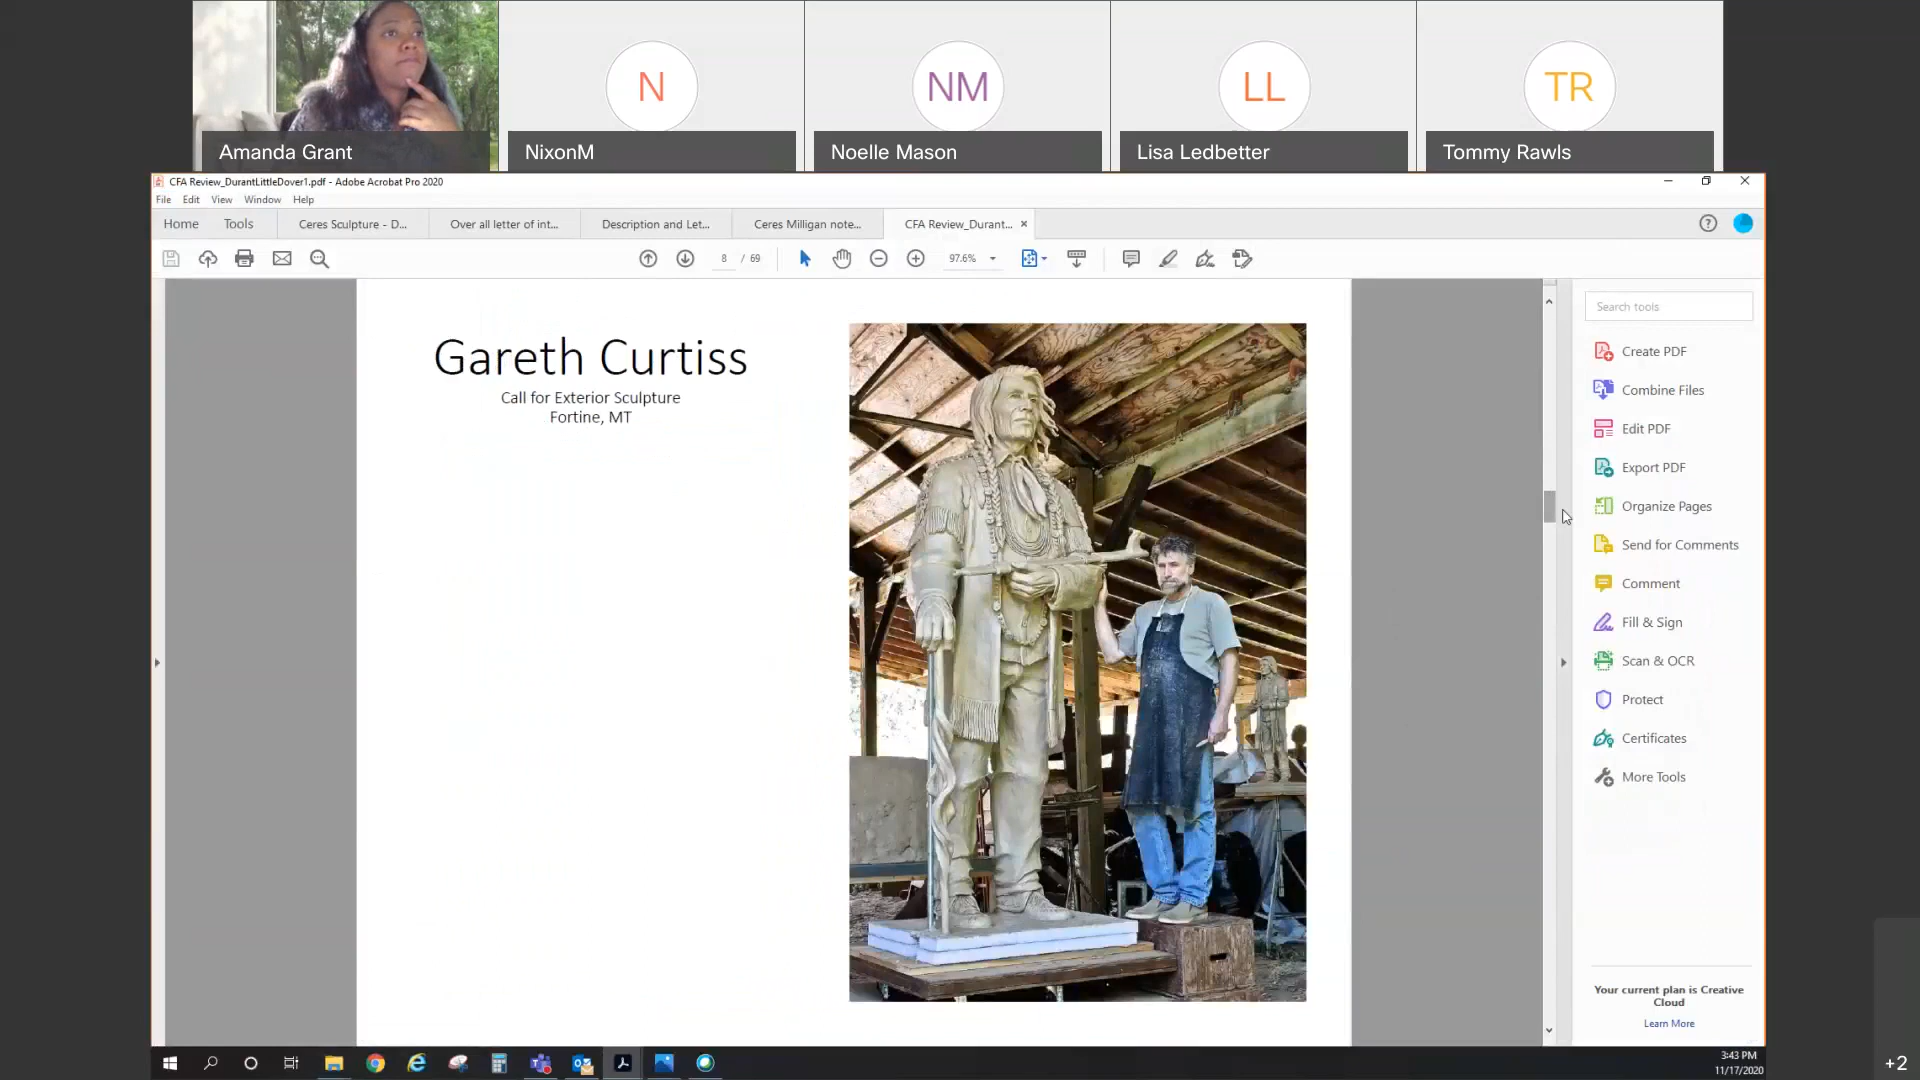 N
NM
LL
TR
Amanda Grant
NixonM
Noelle Mason
Lisa Ledbetter
Tommy Rawls
CFA Review_DurantLittleDover1.pdf - Adobe Acrobat Pro 2020
File Edit View Window Help
Home Tools Ceres Sculpture - D... Over all letter of int... Description and Let... Ceres Milligan note... CFA Review_Durant... ×
8 / 69 97.6%
Gareth Curtiss
Call for Exterior Sculpture
Fortine, MT
Search tools
Create PDF
Combine Files
Edit PDF
Export PDF
Organize Pages
Send for Comments
Comment
Fill & Sign
Scan & OCR
Protect
Certificates
More Tools
Your current plan is Creative
Cloud
Learn More
3:43 PM
11/17/2020
+2